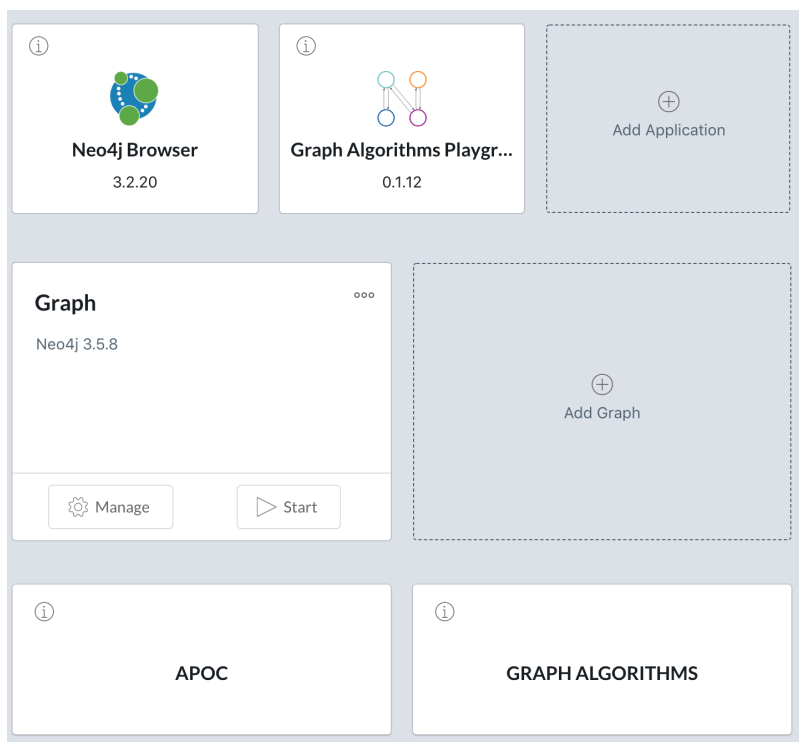 Neo4j Browser
3.2.20
Graph Algorithms Playgr...
0.1.12
Add Application
Graph
Neo4j 3.5.8
Manage
Start
Add Graph
APOC
GRAPH ALGORITHMS